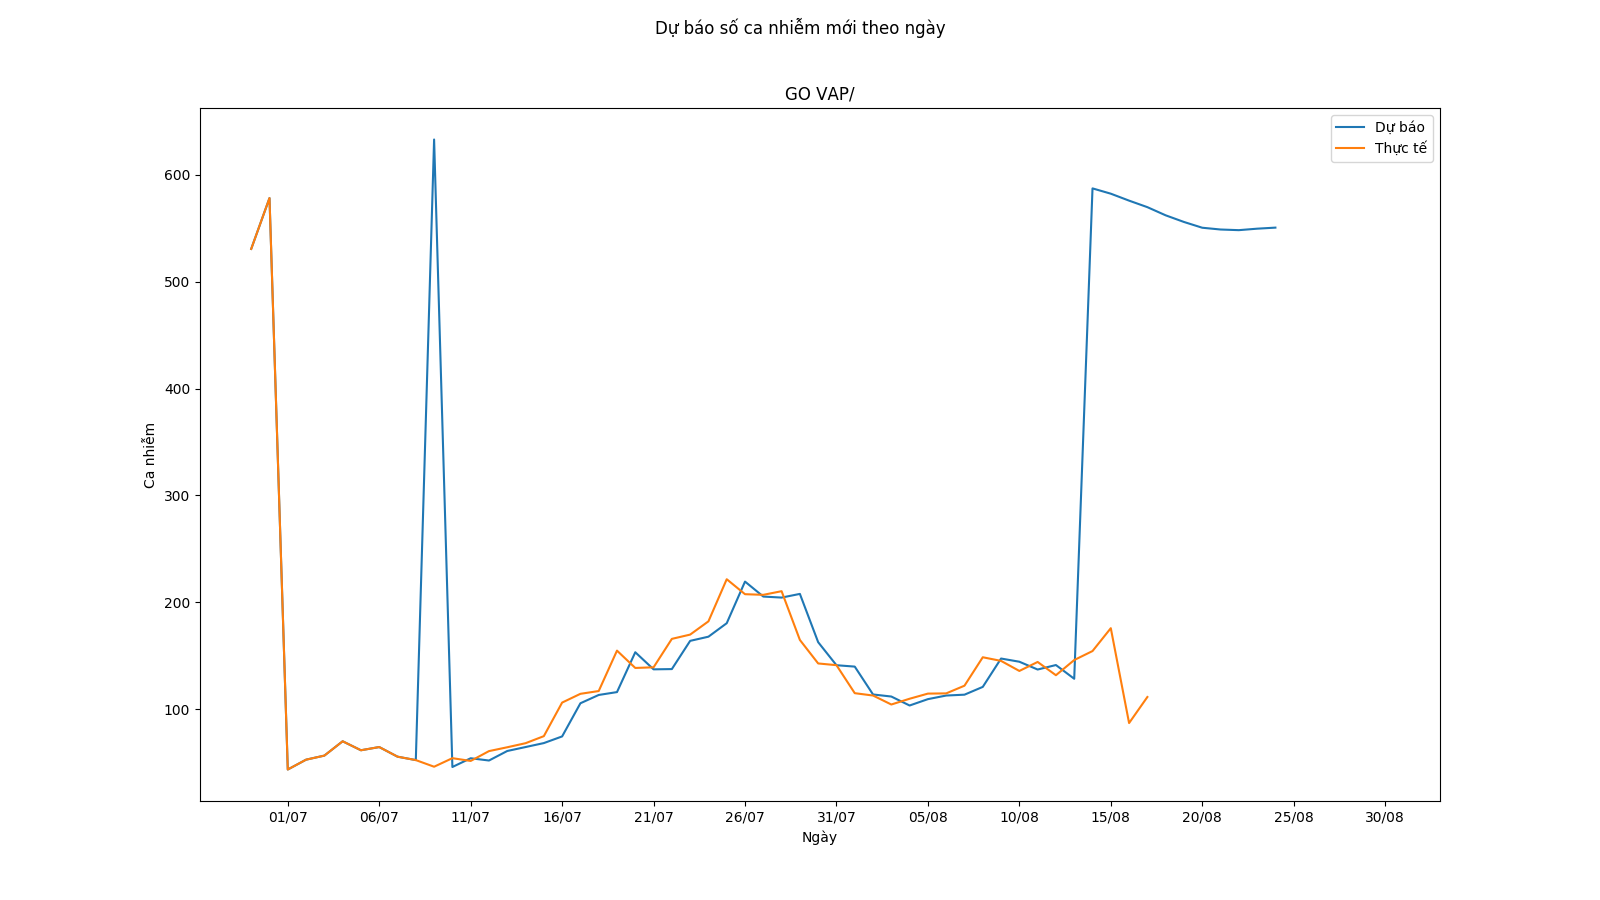 Dự báo số ca nhiễm mới theo ngày
GO VAP/
Dự báo
Thực tế
600
500
400
300
200
100
Ca nhiễm
01/07 06/07 11/07 16/07 21/07 26/07 31/07 05/08 10/08 15/08 20/08 25/08 30/08
Ngày